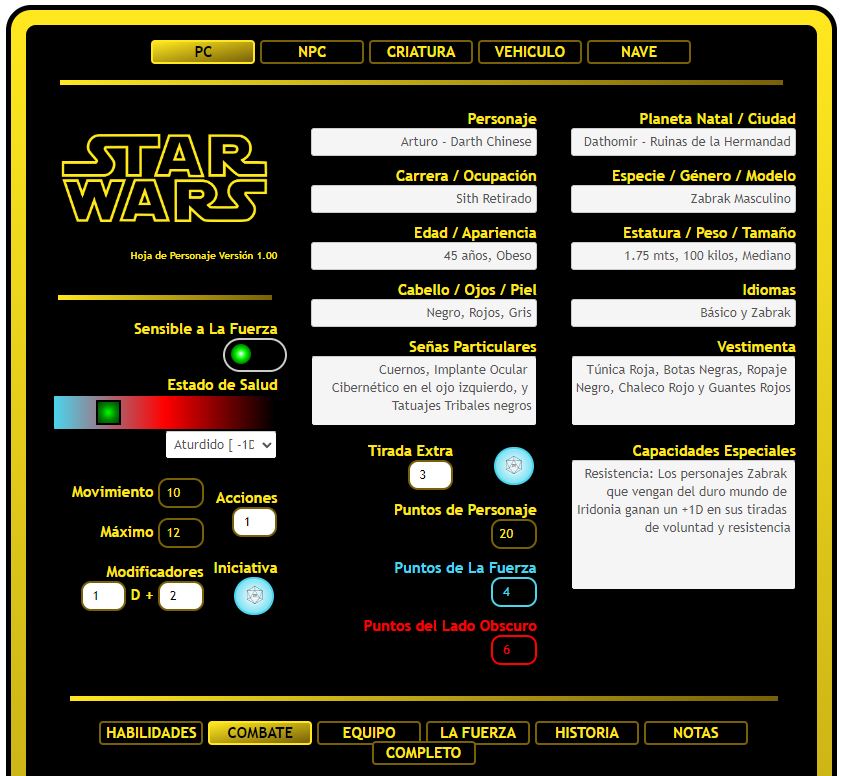 PC
NPC
CRIATURA
VEHICULO
NAVE
STAR
WARS
Hoja de Personaje Versión 1.00
Sensible a La Fuerza
Estado de Salud
Aturdido [ -1D
Movimiento 10
Máximo 12
Acciones
1
Modificadores
1 D + 2
Iniciativa
Personaje
Arturo - Darth Chinese
Carrera / Ocupación
Sith Retirado
Edad / Apariencia
45 años, Obeso
Cabello / Ojos / Piel
Negro, Rojos, Gris
Señas Particulares
Cuernos, Implante Ocular
Cibernético en el ojo izquierdo, y
Tatuajes Tribales negros
Tirada Extra
3
Puntos de Personaje
20
Puntos de La Fuerza
4
Puntos del Lado Obscuro
6
Planeta Natal / Ciudad
Dathomir - Ruinas de la Hermandad
Especie / Género / Modelo
Zabrak Masculino
Estatura / Peso / Tamaño
1.75 mts, 100 kilos, Mediano
Idiomas
Básico y Zabrak
Vestimenta
Túnica Roja, Botas Negras, Ropaje
Negro, Chaleco Rojo y Guantes Rojos
Capacidades Especiales
Resistencia: Los personajes Zabrak
que vengan del duro mundo de
Iridonia ganan un +1D en sus tiradas
de voluntad y resistencia
HABILIDADES
COMBATE
EQUIPO
LA FUERZA
HISTORIA
NOTAS
COMPLETO